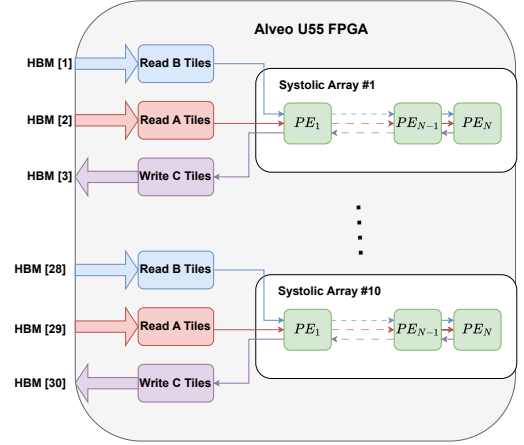 Alveo U55 FPGA
HBM [1]
Read B Tiles
Systolic Array #1
HBM [2]
Read A Tiles
PE₁
PEₙ₋₁
PEₙ
HBM [3]
Write C Tiles
HBM [28]
Read B Tiles
Systolic Array #10
HBM [29]
Read A Tiles
PE₁
PEₙ₋₁
PEₙ
HBM [30]
Write C Tiles